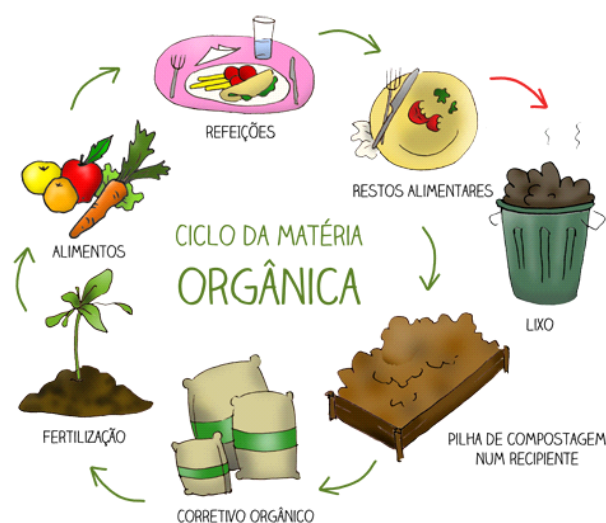 REFEIÇÕES
RESTOS ALIMENTARES
ALIMENTOS
CICLO DA MATÉRIA
ORGÂNICA
LIXO
FERTILIZAÇÃO
PILHA DE COMPOSTAGEM
NUM RECIPIENTE
CORRETIVO ORGÂNICO